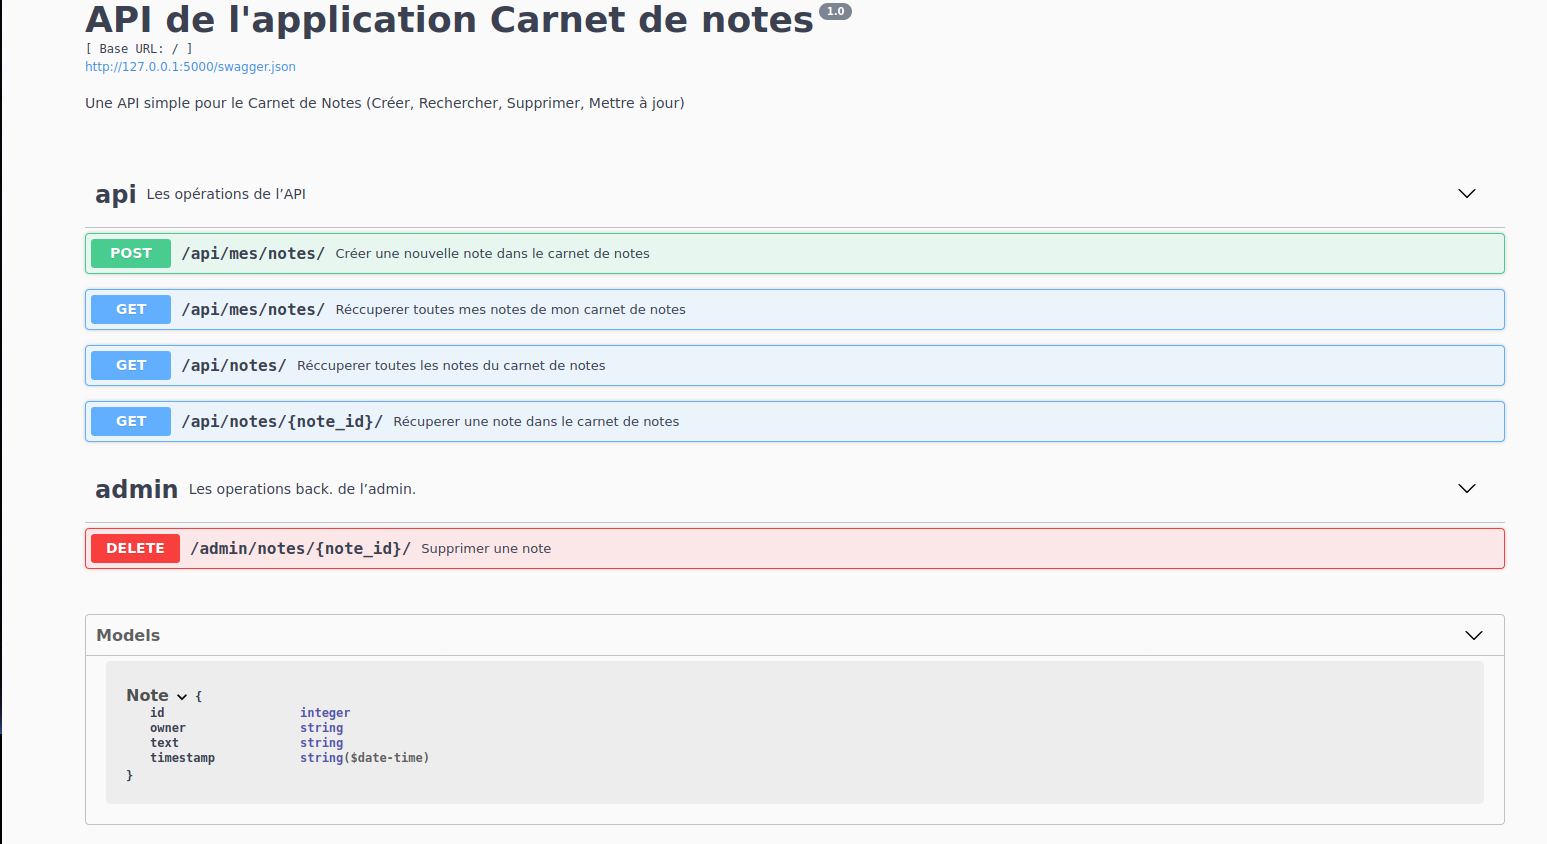 API de l'application Carnet de notes 1.0
[ Base URL: / ]
http://127.0.0.1:5000/swagger.json
Une API simple pour le Carnet de Notes (Créer, Rechercher, Supprimer, Mettre à jour)
api Les opérations de l’API
POST /api/mes/notes/ Créer une nouvelle note dans le carnet de notes
GET /api/mes/notes/ Réccuperer toutes mes notes de mon carnet de notes
GET /api/notes/ Réccuperer toutes les notes du carnet de notes
GET /api/notes/{note_id}/ Récuperer une note dans le carnet de notes
admin Les operations back. de l’admin.
DELETE /admin/notes/{note_id}/ Supprimer une note
Models
Note {
id integer
owner string
text string
timestamp string($date-time)
}